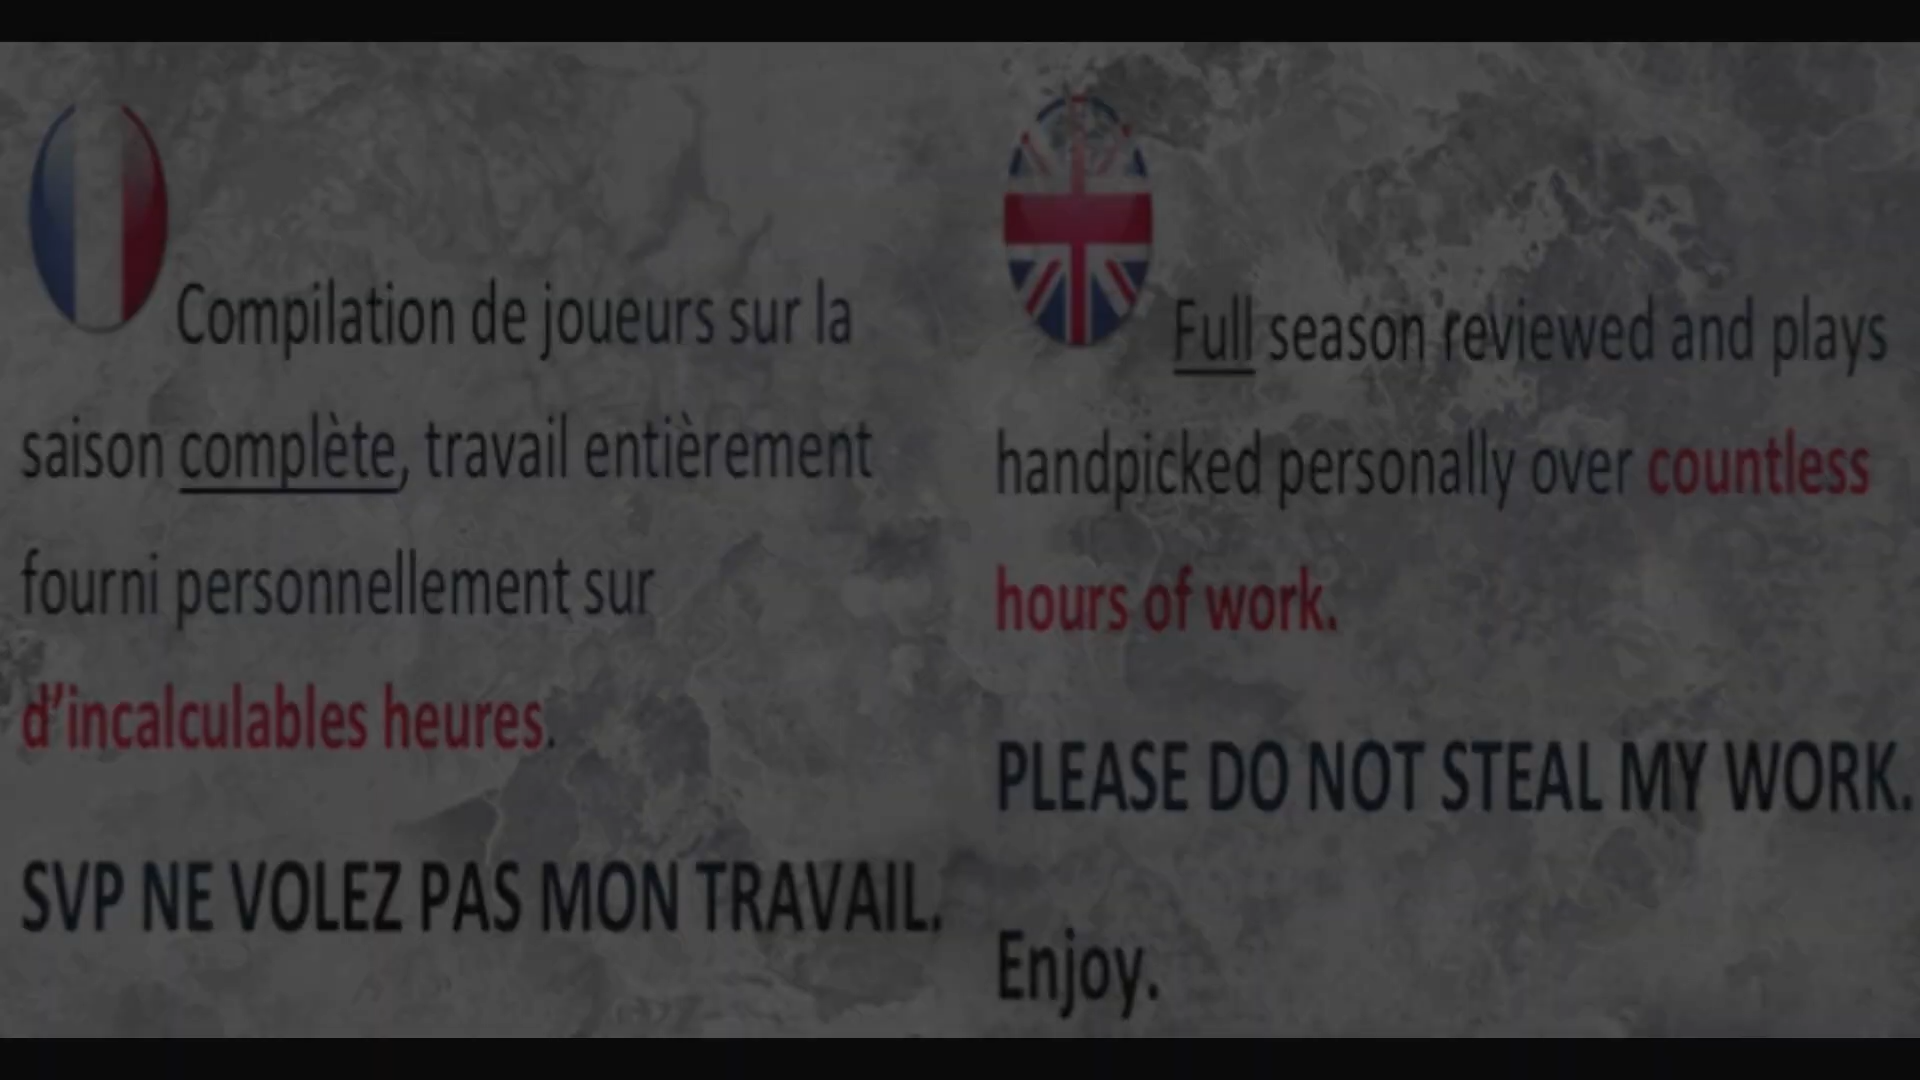 Compilation de joueurs sur la
saison complète, travail entièrement
fourni personnellement sur
d'incalculables heures.
SVP NE VOLEZ PAS MON TRAVAIL.
Full season reviewed and plays
handpicked personally over countless
hours of work.
PLEASE DO NOT STEAL MY WORK.
Enjoy.